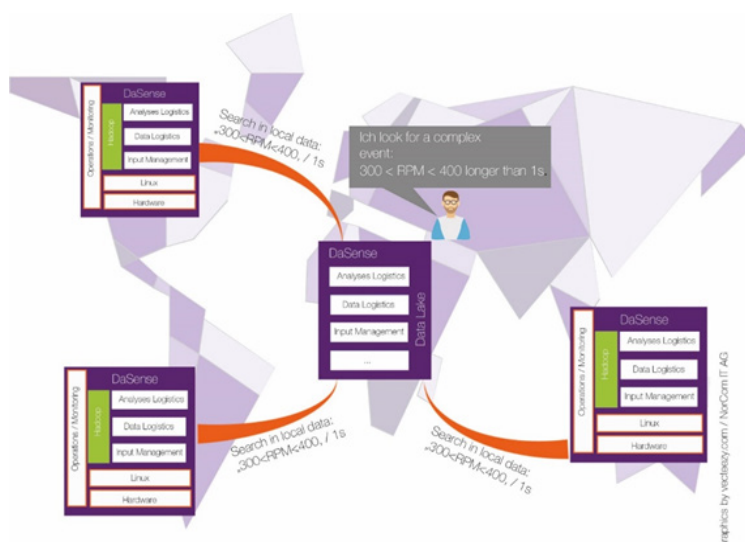 DaSense
Operations / Monitoring
Hadoop
Analyses Logistics
Data Logistics
Input Management
Linux
Hardware
Search in local data:
„300<RPM<400, / 1s
Ich look for a complex
event:
300 < RPM < 400 longer than 1s.
DaSense
Analyses Logistics
Data Logistics
Input Management
...
Data Lake
DaSense
Operations / Monitoring
Hadoop
Analyses Logistics
Data Logistics
Input Management
Linux
Hardware
Search in local data:
„300<RPM<400, / 1s
DaSense
Operations / Monitoring
Hadoop
Analyses Logistics
Data Logistics
Input Management
Linux
Hardware
Search in local data:
„300<RPM<400, / 1s
raphics by vecteezy.com / NorCom IT AG